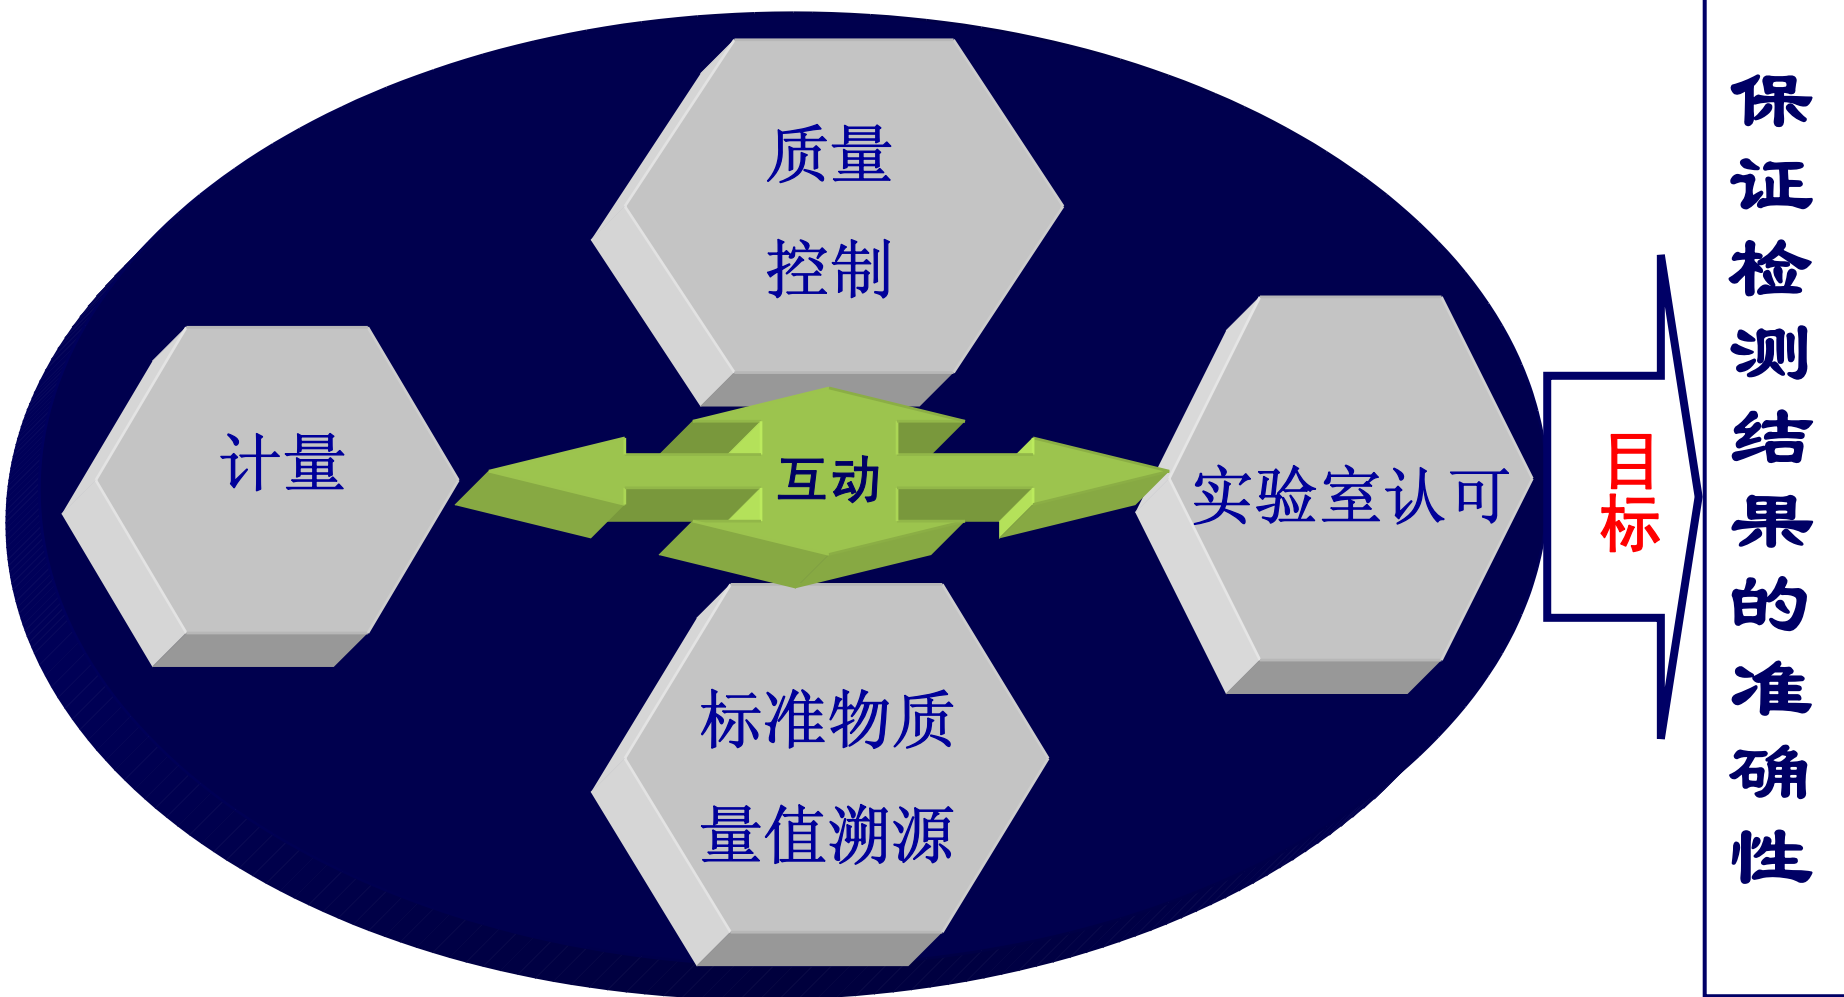 质量
控制
计量
互动
实验室认可
标准物质
量值溯源
目
标
保证检测结果的准确性